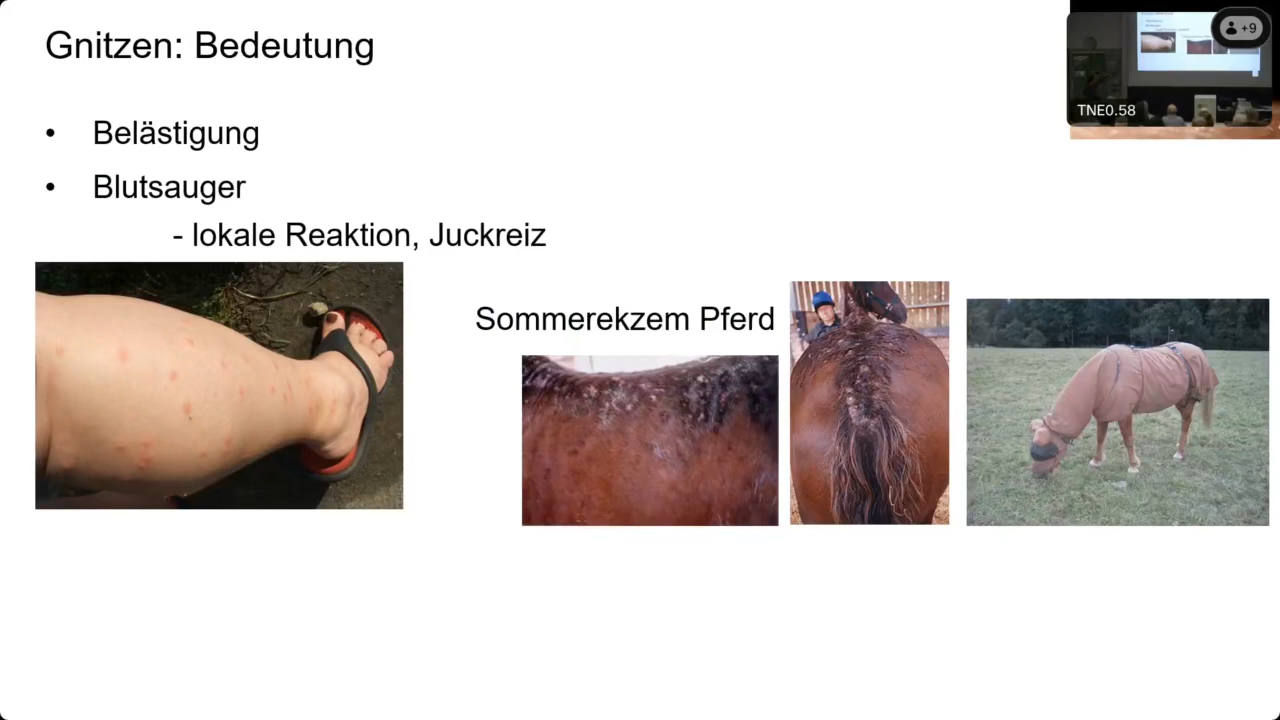 Gnitzen: Bedeutung
• Belästigung
• Blutsauger
- lokale Reaktion, Juckreiz
Sommerekzem Pferd
+9
TNE0.58